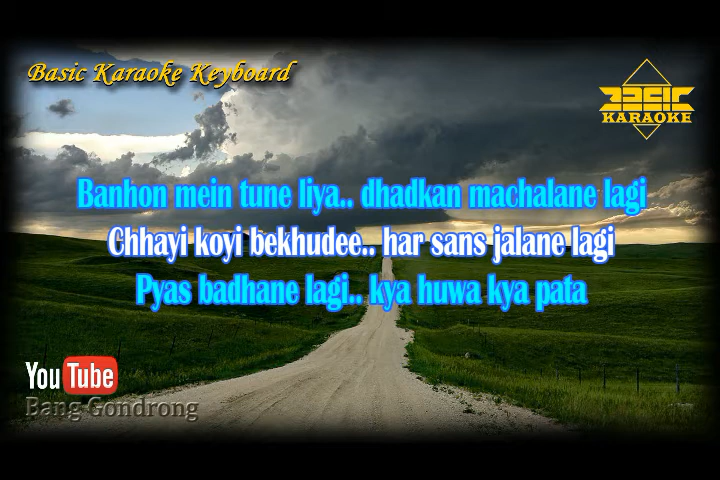 Basic Karaoke Keyboard
BASIC
KARAOKE
Banhon mein tune liya.. dhadkan machalane lagi
Chhayi koyi bekhudee.. har sans jalane lagi
Pyas badhane lagi.. kya huwa kya pata
YouTube
Bang Gondrong